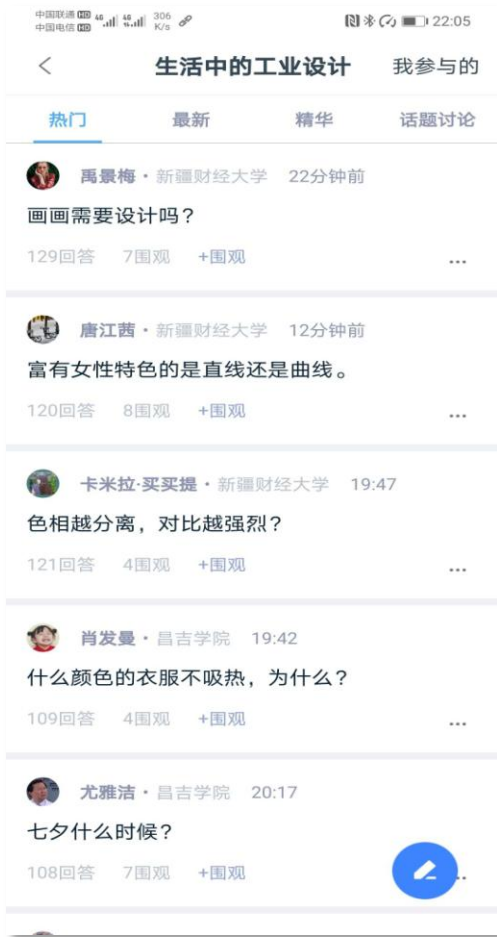 中国联通 HD 4G 46 306 22:05
中国电信 HD K/s
生活中的工业设计 我参与的
热门 最新 精华 话题讨论
禹景梅·新疆财经大学 22分钟前
画画需要设计吗？
129回答 7围观 +围观
唐江茜·新疆财经大学 12分钟前
富有女性特色的是直线还是曲线。
120回答 8围观 +围观
卡米拉·买买提·新疆财经大学 19:47
色相越分离，对比越强烈？
121回答 4围观 +围观
肖发曼·昌吉学院 19:42
什么颜色的衣服不吸热，为什么？
109回答 4围观 +围观
尤雅洁·昌吉学院 20:17
七夕什么时候？
108回答 7围观 +围观